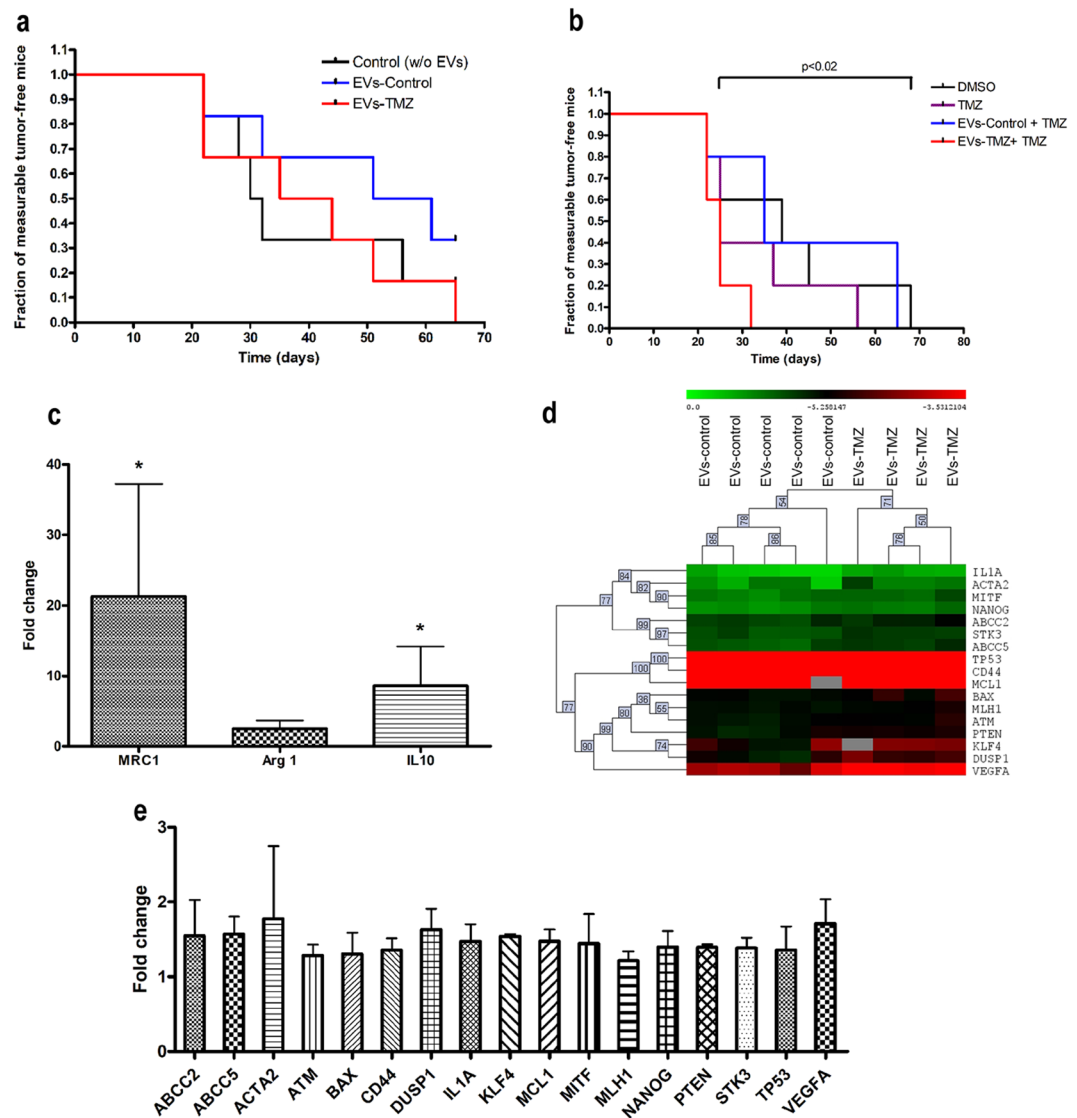 a
Fraction of measurable tumor-free mice
1.1
1.0
0.9
0.8
0.7
0.6
0.5
0.4
0.3
0.2
0.1
0.0
0 10 20 30 40 50 60 70
Time (days)
Control (w/o EVs)
EVs-Control
EVs-TMZ
b
p<0.02
Fraction of measurable tumor-free mice
1.1
1.0
0.9
0.8
0.7
0.6
0.5
0.4
0.3
0.2
0.1
0.0
0 10 20 30 40 50 60 70 80
Time (days)
DMSO
TMZ
EVs-Control + TMZ
EVs-TMZ+ TMZ
c
Fold change
40
30
20
10
0
* *
MRC1 Arg 1 IL10
d
0.0 -5.258147 -3.5312104
EVs-control
EVs-control
EVs-control
EVs-control
EVs-control
EVs-TMZ
EVs-TMZ
EVs-TMZ
EVs-TMZ
54
71
78
50
85
86
76
84
82
90
77
99
97
100
100
77
36
55
80
99
74
90
IL1A
ACTA2
MITF
NANOG
ABCC2
STK3
ABCC5
TP53
CD44
MCL1
BAX
MLH1
ATM
PTEN
KLF4
DUSP1
VEGFA
e
Fold change
3
2
1
0
ABCC2
ABCC5
ACTA2
ATM
BAX
CD44
DUSP1
IL1A
KLF4
MCL1
MITF
MLH1
NANOG
PTEN
STK3
TP53
VEGFA